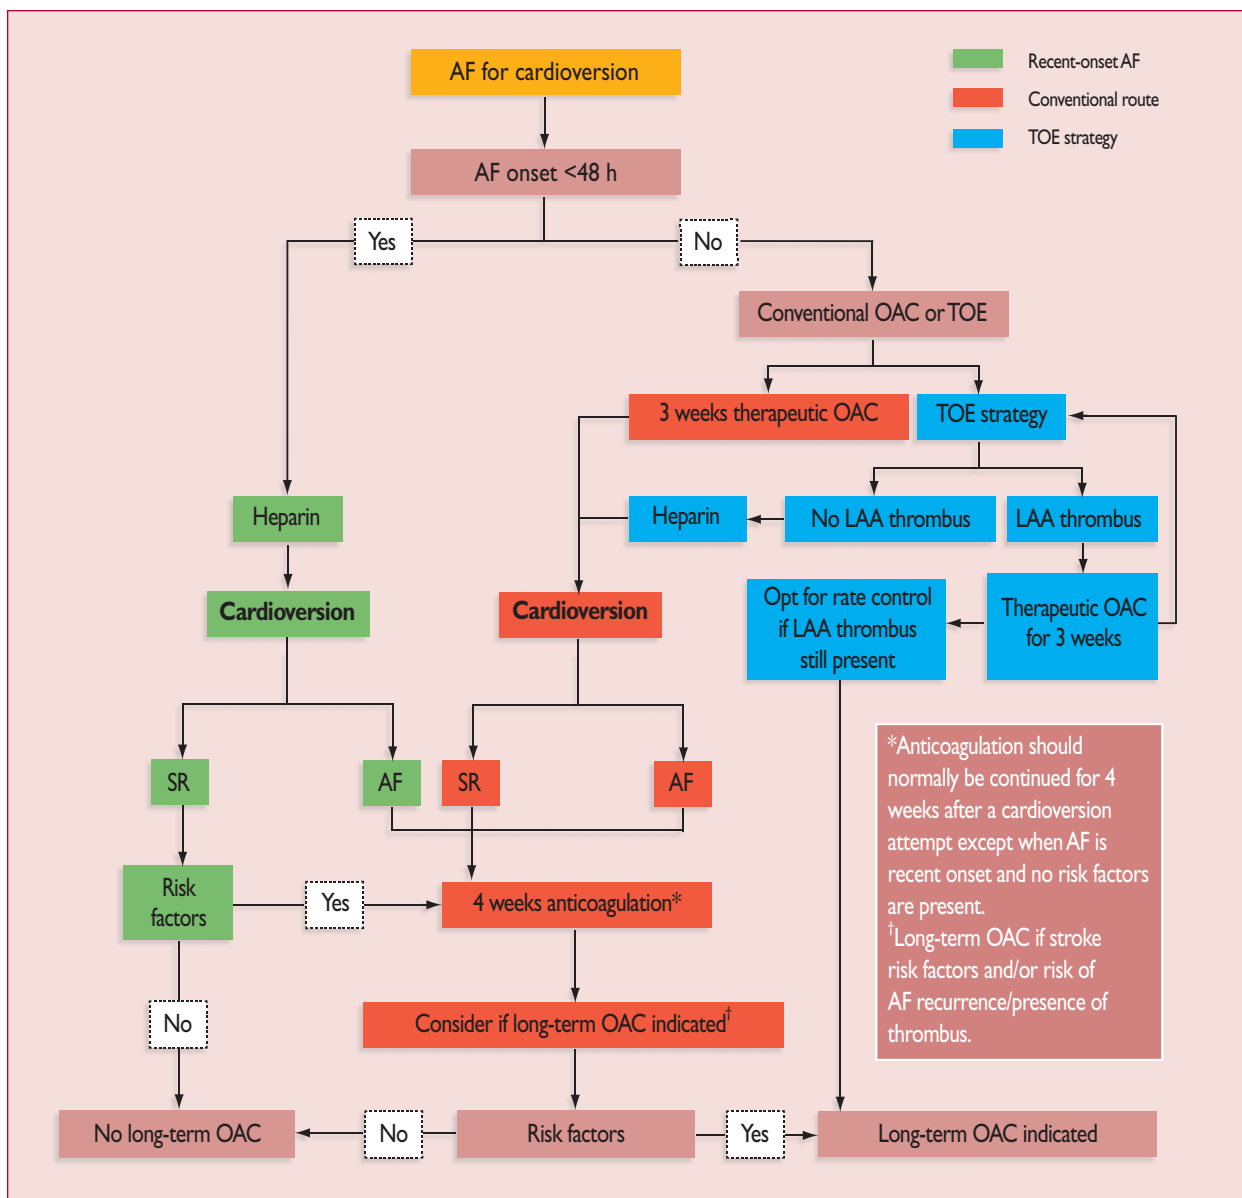 AF for cardioversion
Recent-onset AF
Conventional route
TOE strategy
AF onset <48 h
Yes
No
Conventional OAC or TOE
3 weeks therapeutic OAC
TOE strategy
Heparin
Heparin
No LAA thrombus
LAA thrombus
Cardioversion
Cardioversion
Opt for rate control
if LAA thrombus
still present
Therapeutic OAC
for 3 weeks
SR
AF
SR
AF
*Anticoagulation should
normally be continued for 4
weeks after a cardioversion
attempt except when AF is
recent onset and no risk factors
are present.
†Long-term OAC if stroke
risk factors and/or risk of
AF recurrence/presence of
thrombus.
Risk
factors
Yes
4 weeks anticoagulation*
No
Consider if long-term OAC indicated†
No long-term OAC
No
Risk factors
Yes
Long-term OAC indicated